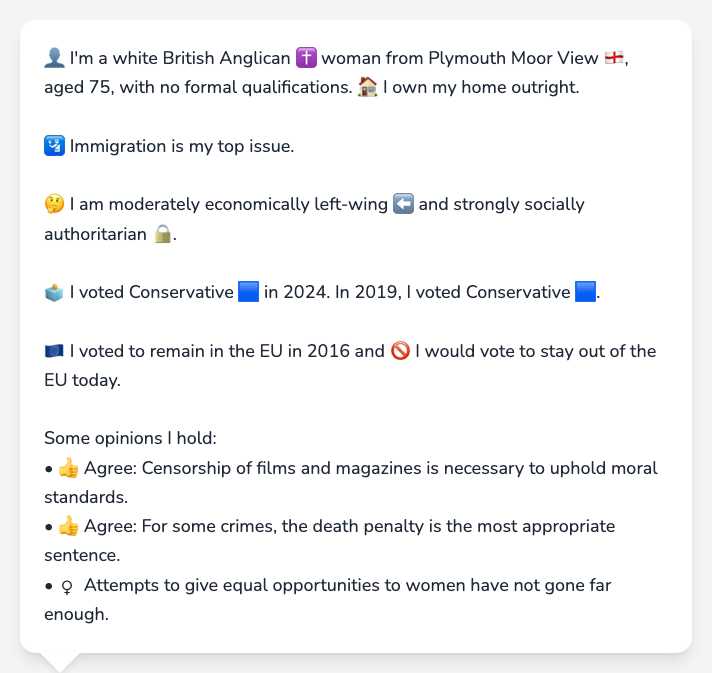 👤 I'm a white British Anglican ✝️ woman from Plymouth Moor View 🏴󠁧󠁢󠁥󠁮󠁧󠁿,
aged 75, with no formal qualifications. 🏠 I own my home outright.
🛂 Immigration is my top issue.
🤔 I am moderately economically left-wing ⬅️ and strongly socially
authoritarian 🔒.
🗳️ I voted Conservative 🟦 in 2024. In 2019, I voted Conservative 🟦.
🇪🇺 I voted to remain in the EU in 2016 and 🚫 I would vote to stay out of the
EU today.
Some opinions I hold:
• 👍 Agree: Censorship of films and magazines is necessary to uphold moral
standards.
• 👍 Agree: For some crimes, the death penalty is the most appropriate
sentence.
• ♀ Attempts to give equal opportunities to women have not gone far
enough.